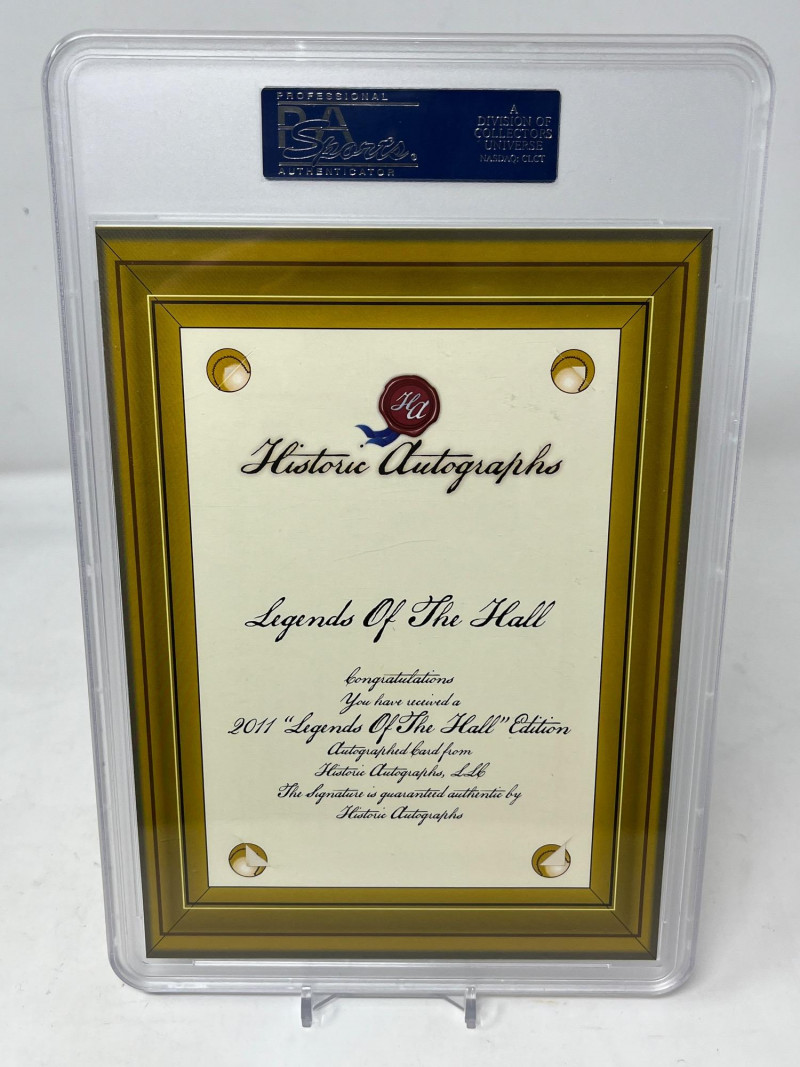 PROFESSIONAL
PSA
Sports
AUTHENTICATOR
A
DIVISION OF
COLLECTORS
UNIVERSE
NASDAQ: CLCT
HA
Historic Autographs
Legends Of The Hall
Congratulations
You have received a
2011 "Legends Of The Hall" Edition
Autographed Card from
Historic Autographs, LLC
The Signature is guaranteed authentic by
Historic Autographs